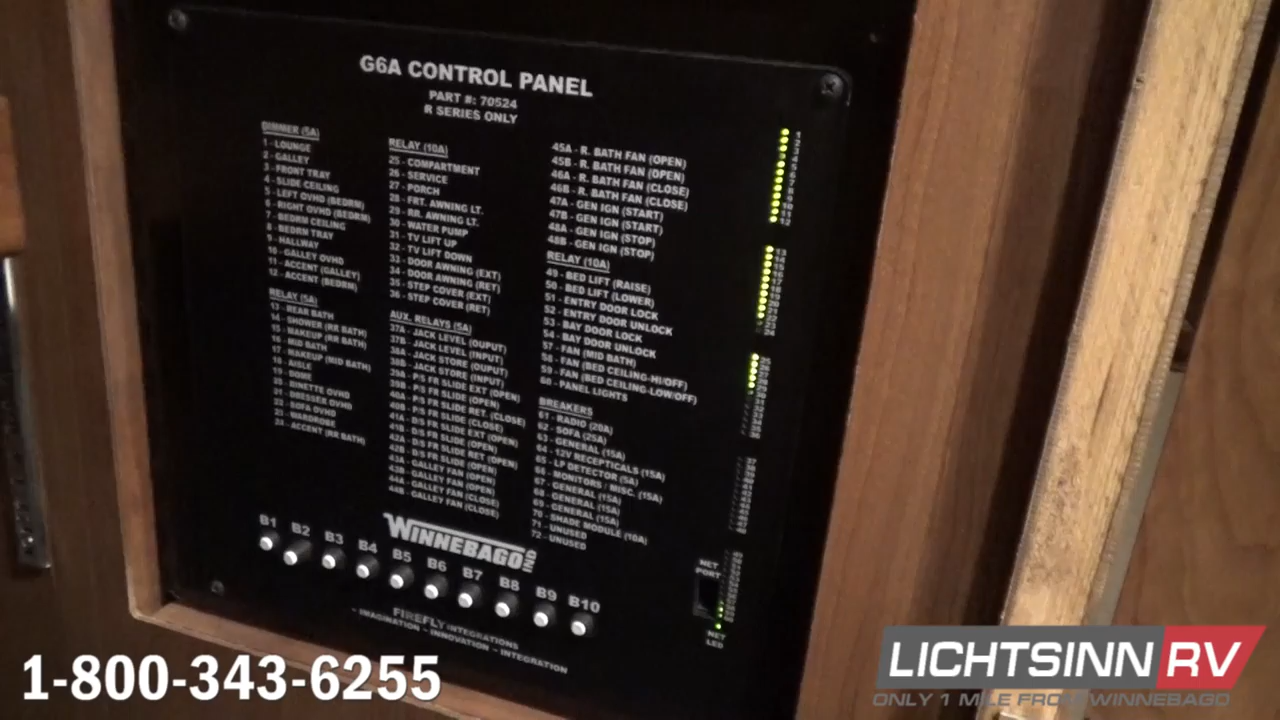 G6A CONTROL PANEL
PART #: 70524
R SERIES ONLY
DIMMER (5A)
1 - LOUNGE
2 - GALLEY
3 - FRONT TRAY
4 - SLIDE CEILING
5 - LEFT OVHD (BEDRM)
6 - RIGHT OVHD (BEDRM)
7 - BEDRM CEILING
8 - BEDRM TRAY
9 - HALLWAY
10 - GALLEY OVHD
11 - ACCENT (GALLEY)
12 - ACCENT (BEDRM)
RELAY (5A)
13 - REAR BATH
14 - SHOWER (RR BATH)
15 - MAKEUP (RR BATH)
16 - MID BATH
17 - MAKEUP (MID BATH)
18 - AISLE
19 - DOME
20 - DINETTE OVHD
21 - DRESSER OVHD
22 - SOFA OVHD
23 - WARDROBE
24 - ACCENT (RR BATH)
RELAY (10A)
25 - COMPARTMENT
26 - SERVICE
27 - PORCH
28 - FRT. AWNING LT.
29 - RR. AWNING LT.
30 - WATER PUMP
31 - TV LIFT UP
32 - TV LIFT DOWN
33 - DOOR AWNING (EXT)
34 - DOOR AWNING (RET)
35 - STEP COVER (EXT)
36 - STEP COVER (RET)
AUX. RELAYS (5A)
37A - JACK LEVEL (OUPUT)
37B - JACK LEVEL (INPUT)
38A - JACK STORE (OUPUT)
38B - JACK STORE (INPUT)
39A - P/S FR SLIDE EXT (OPEN)
39B - P/S FR SLIDE (OPEN)
40A - P/S FR SLIDE RET. (CLOSE)
40B - P/S FR SLIDE (CLOSE)
41A - D/S FR SLIDE EXT (OPEN)
41B - D/S FR SLIDE (OPEN)
42A - D/S FR SLIDE RET (OPEN)
42B - D/S FR SLIDE (OPEN)
43A - GALLEY FAN (OPEN)
43B - GALLEY FAN (OPEN)
44A - GALLEY FAN (CLOSE)
44B - GALLEY FAN (CLOSE)
45A - R. BATH FAN (OPEN)
45B - R. BATH FAN (OPEN)
46A - R. BATH FAN (CLOSE)
46B - R. BATH FAN (CLOSE)
47A - GEN IGN (START)
47B - GEN IGN (START)
48A - GEN IGN (STOP)
48B - GEN IGN (STOP)
RELAY (10A)
49 - BED LIFT (RAISE)
50 - BED LIFT (LOWER)
51 - ENTRY DOOR LOCK
52 - ENTRY DOOR UNLOCK
53 - BAY DOOR LOCK
54 - BAY DOOR UNLOCK
57 - FAN (MID BATH)
58 - FAN (BED CEILING-HI/OFF)
59 - FAN (BED CEILING-LOW/OFF)
60 - PANEL LIGHTS
BREAKERS
61 - RADIO (20A)
62 - SOFA (25A)
63 - GENERAL (15A)
64 - 12V RECEPTICALS (15A)
65 - LP DETECTOR (5A)
66 - MONITORS / MISC. (15A)
67 - GENERAL (15A)
68 - GENERAL (15A)
69 - GENERAL (15A)
70 - SHADE MODULE (10A)
71 - UNUSED
72 - UNUSED
B1 B2 B3 B4 B5 B6 B7 B8 B9 B10
WINNEBAGO IND
FIREFLY INTEGRATIONS
~ IMAGINATION ~ INNOVATION ~ INTEGRATION
NET
PORT
NET
LED
1-800-343-6255
LICHTSINN RV
ONLY 1 MILE FROM WINNEBAGO